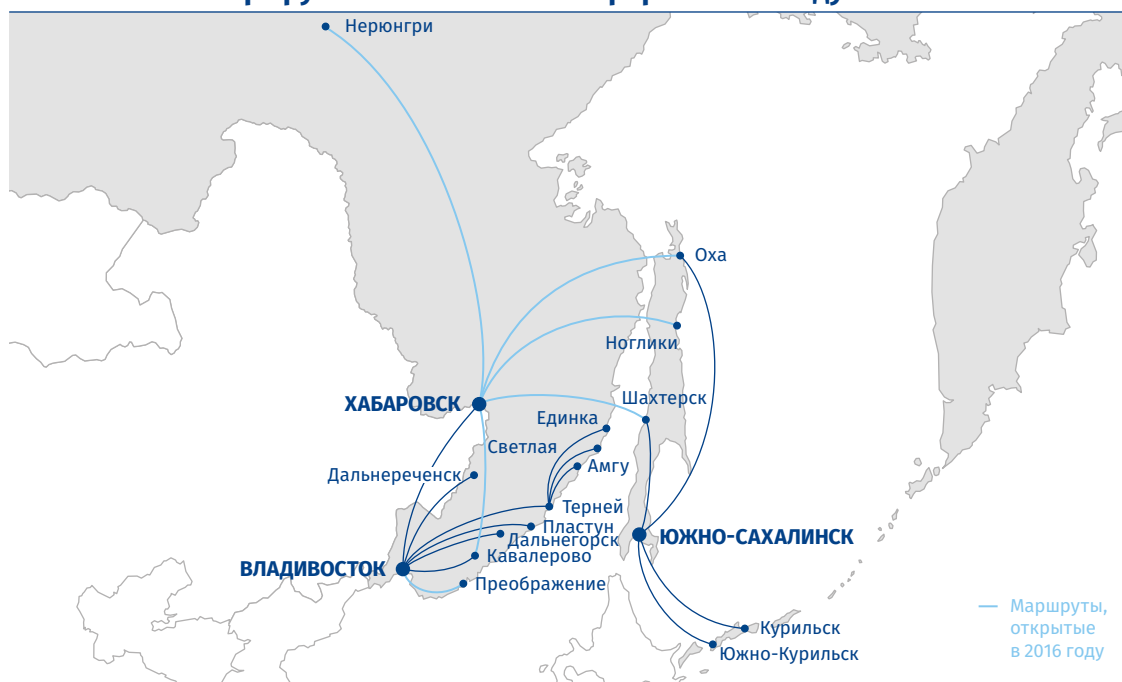 Нерюнгри
Оха
Ноглики
Шахтерск
ХАБАРОВСК
Единка
Светлая
Амгу
Дальнереченск
Терней
Пластун
Дальнегорск
ЮЖНО-САХАЛИНСК
Кавалерово
ВЛАДИВОСТОК
Преображение
Маршруты,
открытые
в 2016 году
Курильск
Южно-Курильск